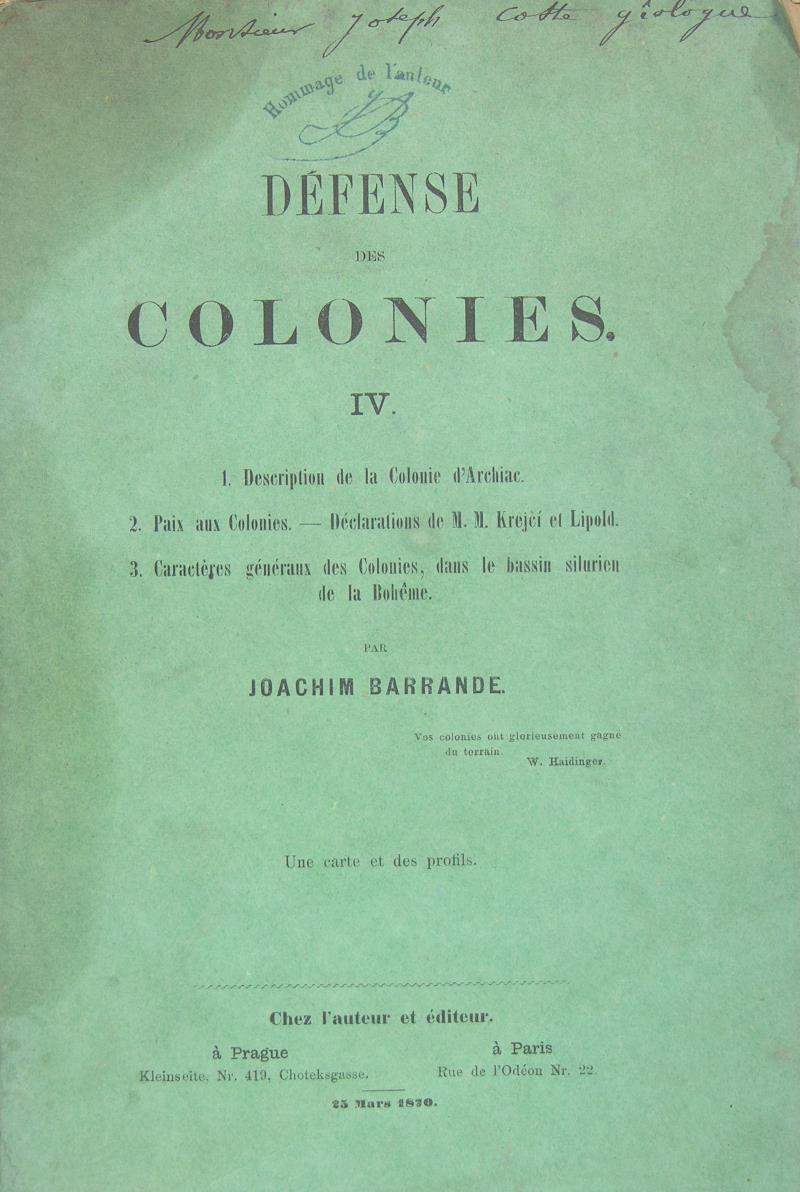 Monsieur Joseph Cotte géologue
Hommage de l'auteur
JB
DÉFENSE
DES
COLONIES.
IV.
1. Description de la Colonie d'Archiac.
2. Paix aux Colonies. — Déclarations de M. M. Krejčí et Lipold.
3. Caractères généraux des Colonies, dans le bassin silurien
de la Bohême.
PAR
JOACHIM BARRANDE.
Vos colonies ont glorieusement gagné
du terrain.
W. Haidinger.
Une carte et des profils.
Chez l'auteur et éditeur.
à Prague
Kleinseite, Nr. 419, Choteksgasse.
à Paris
Rue de l'Odéon Nr. 22.
25 Mars 1870.